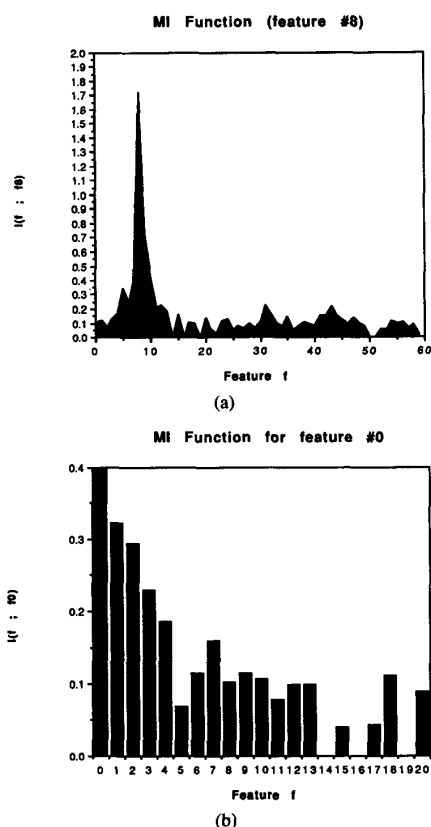 MI Function (feature #8)
I(f ; f8)
2.0
1.9
1.8
1.7
1.6
1.5
1.4
1.3
1.2
1.1
1.0
0.9
0.8
0.7
0.6
0.5
0.4
0.3
0.2
0.1
0.0
0 10 20 30 40 50 60
Feature f
(a)
MI Function for feature #0
I(f ; f0)
0.4
0.3
0.2
0.1
0.0
0 1 2 3 4 5 6 7 8 9 10 11 12 13 14 15 16 17 18 19 20
Feature f
(b)